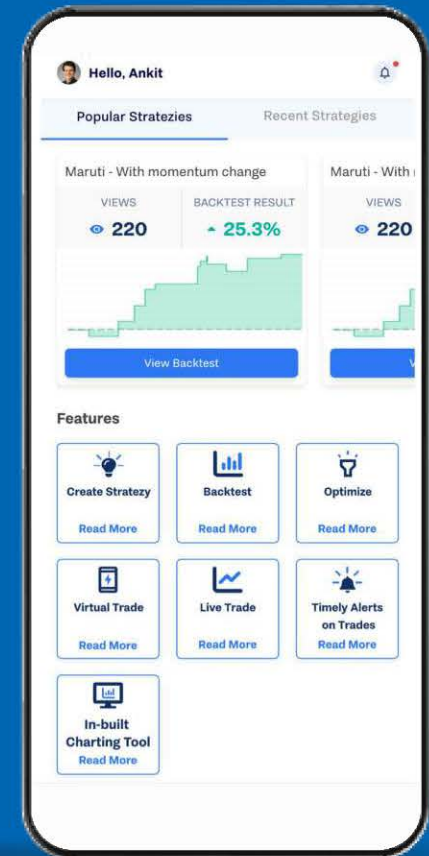 Hello, Ankit
Popular Stratezies
Recent Strategies
Maruti - With momentum change
VIEWS
BACKTEST RESULT
220
25.3%
View Backtest
Maruti - With
VIEWS
220
Features
Create Stratezy
Read More
Backtest
Read More
Optimize
Read More
Virtual Trade
Read More
Live Trade
Read More
Timely Alerts
on Trades
Read More
In-built
Charting Tool
Read More